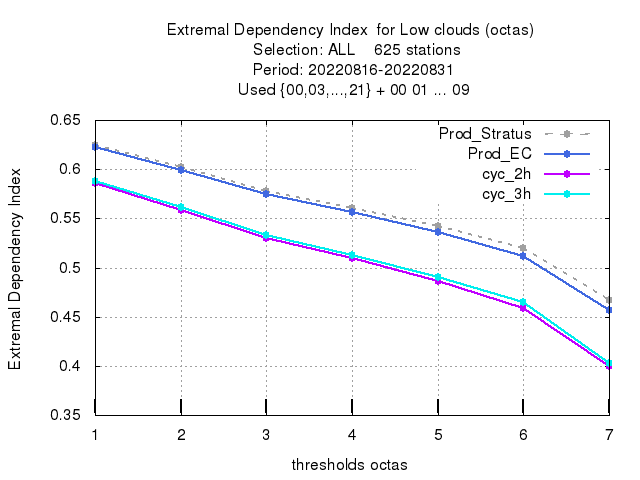 Extremal Dependency Index  for Low clouds (octas)
Selection: ALL    625 stations
Period: 20220816-20220831
Used {00,03,...,21} + 00 01 ... 09
0.65
0.6
0.55
0.5
0.45
0.4
0.35
Extremal Dependency Index
Prod_Stratus
Prod_EC
cyc_2h
cyc_3h
1 2 3 4 5 6 7
thresholds octas